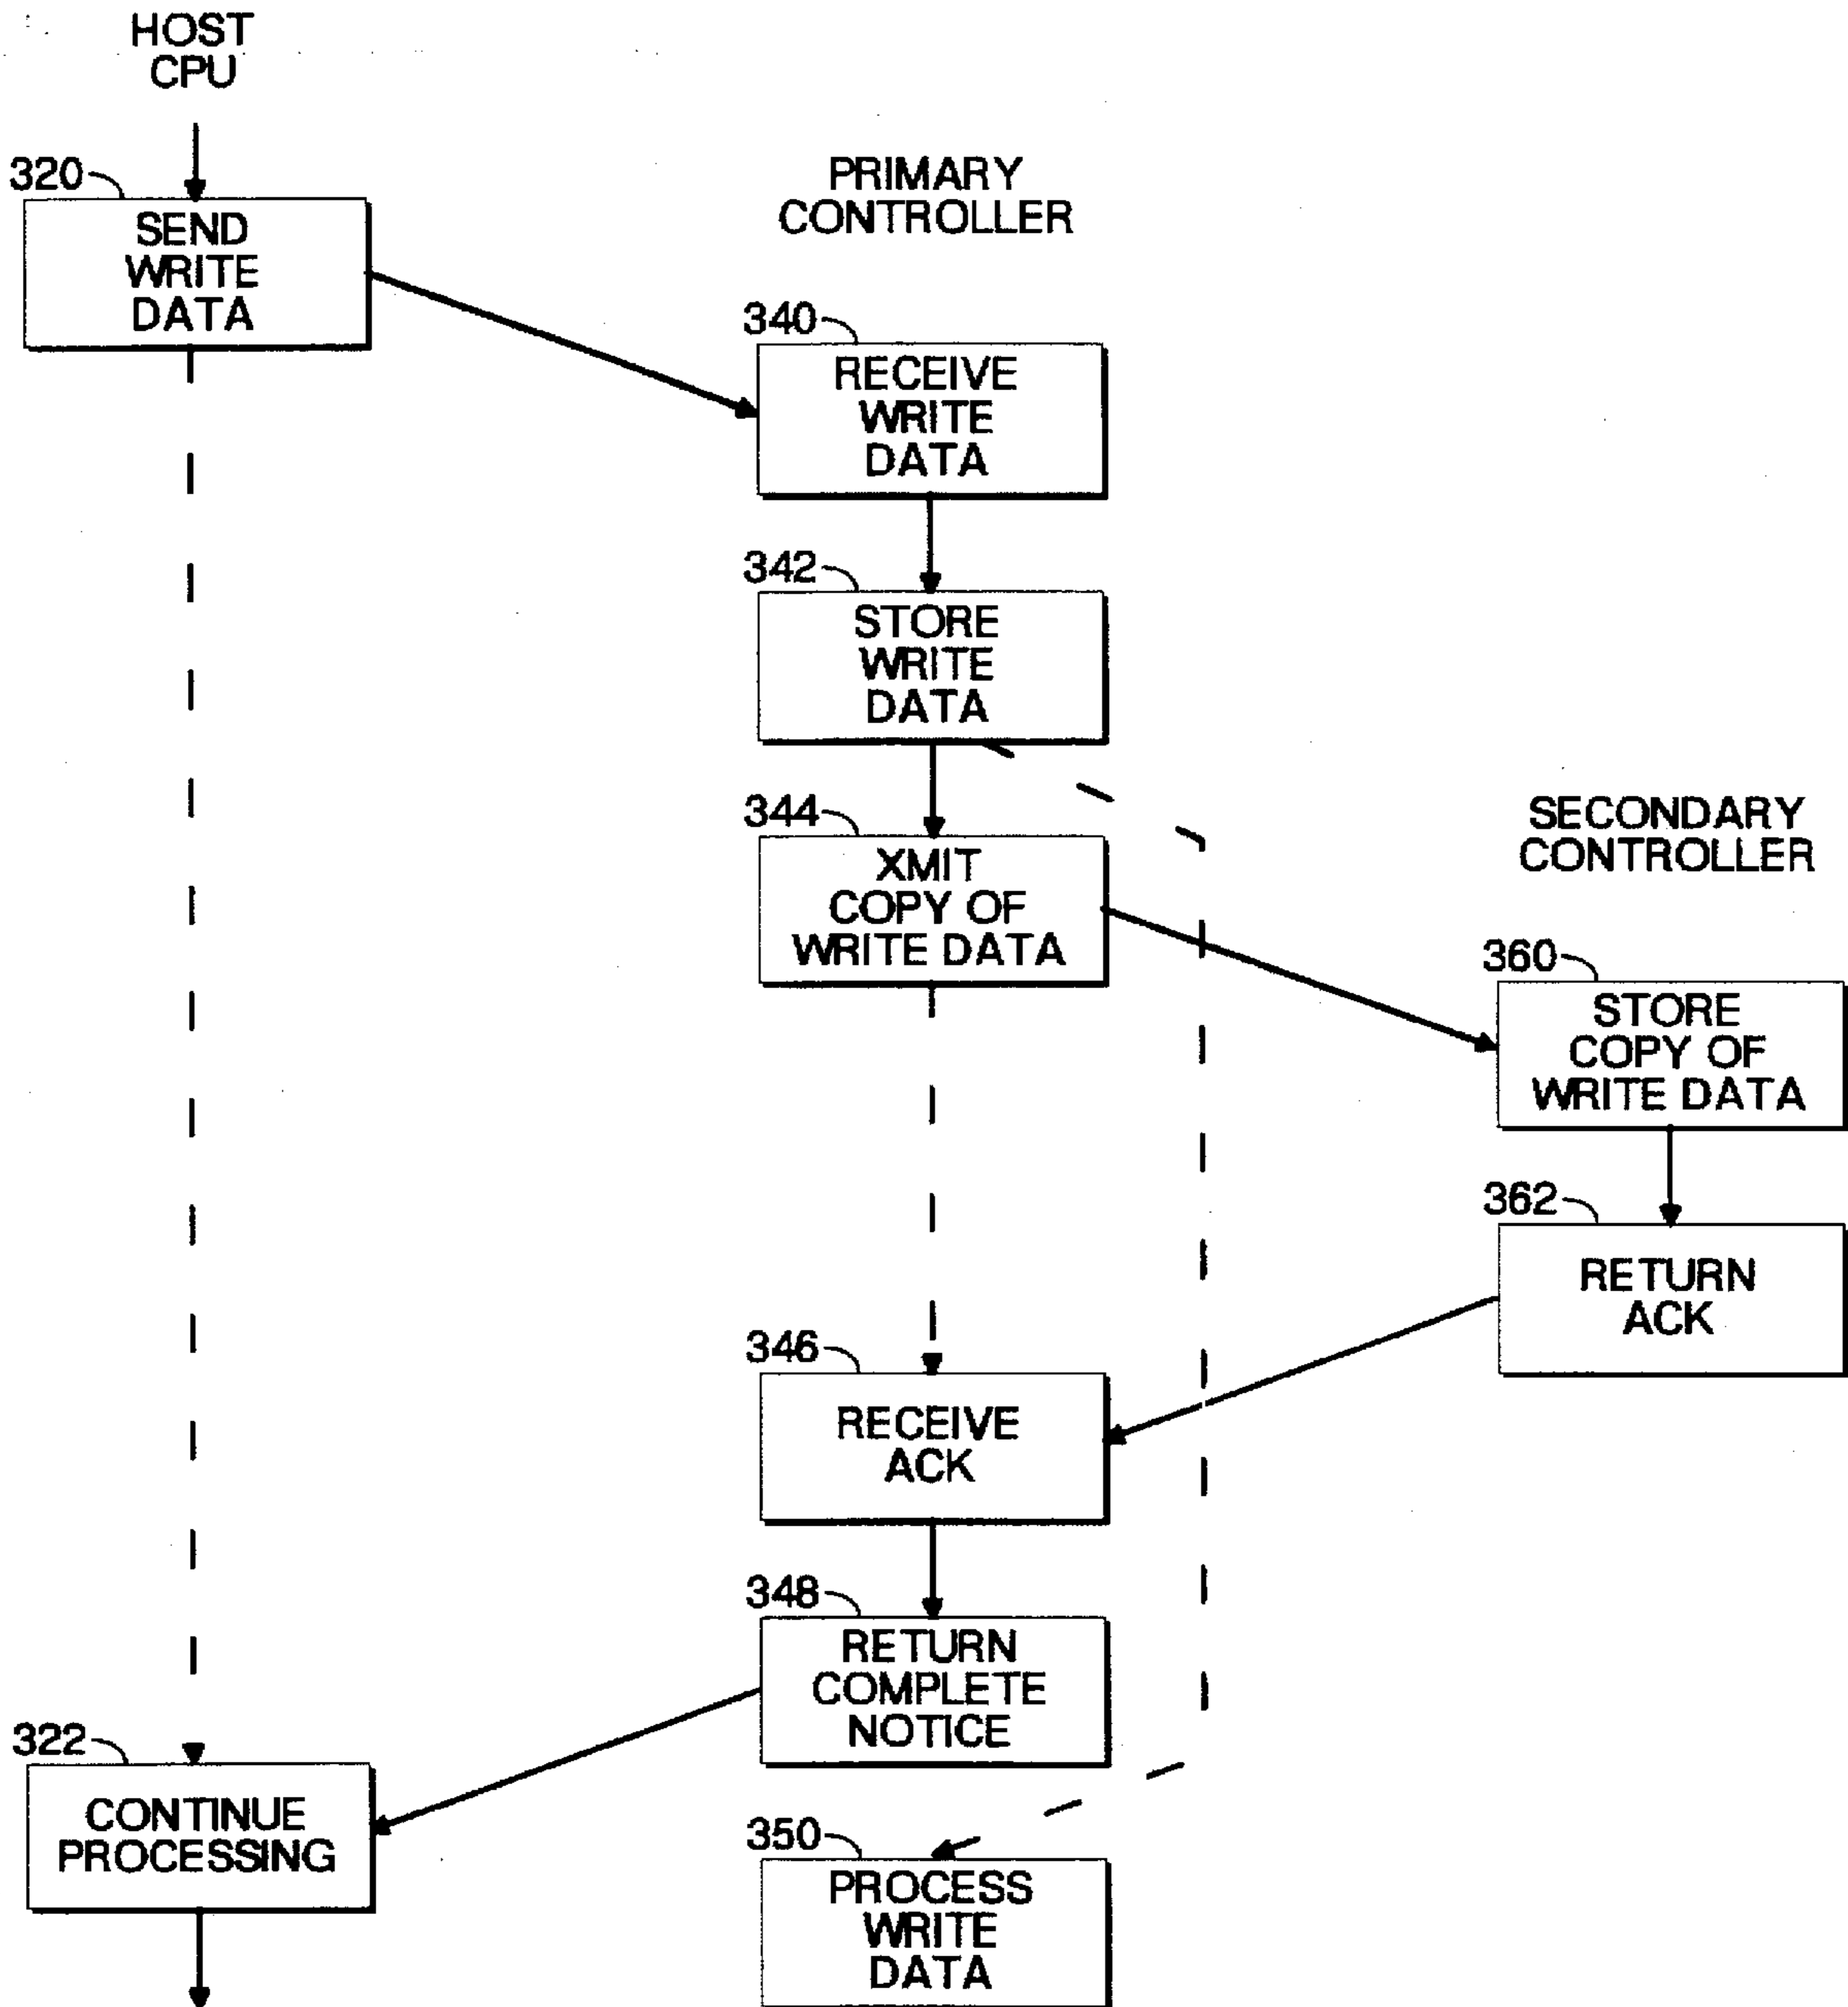 HOST
CPU
320
SEND
WRITE
DATA
PRIMARY
CONTROLLER
340
RECEIVE
WRITE
DATA
342
STORE
WRITE
DATA
344
XMIT
COPY OF
WRITE DATA
SECONDARY
CONTROLLER
360
STORE
COPY OF
WRITE DATA
362
RETURN
ACK
346
RECEIVE
ACK
348
RETURN
COMPLETE
NOTICE
322
CONTINUE
PROCESSING
350
PROCESS
WRITE
DATA